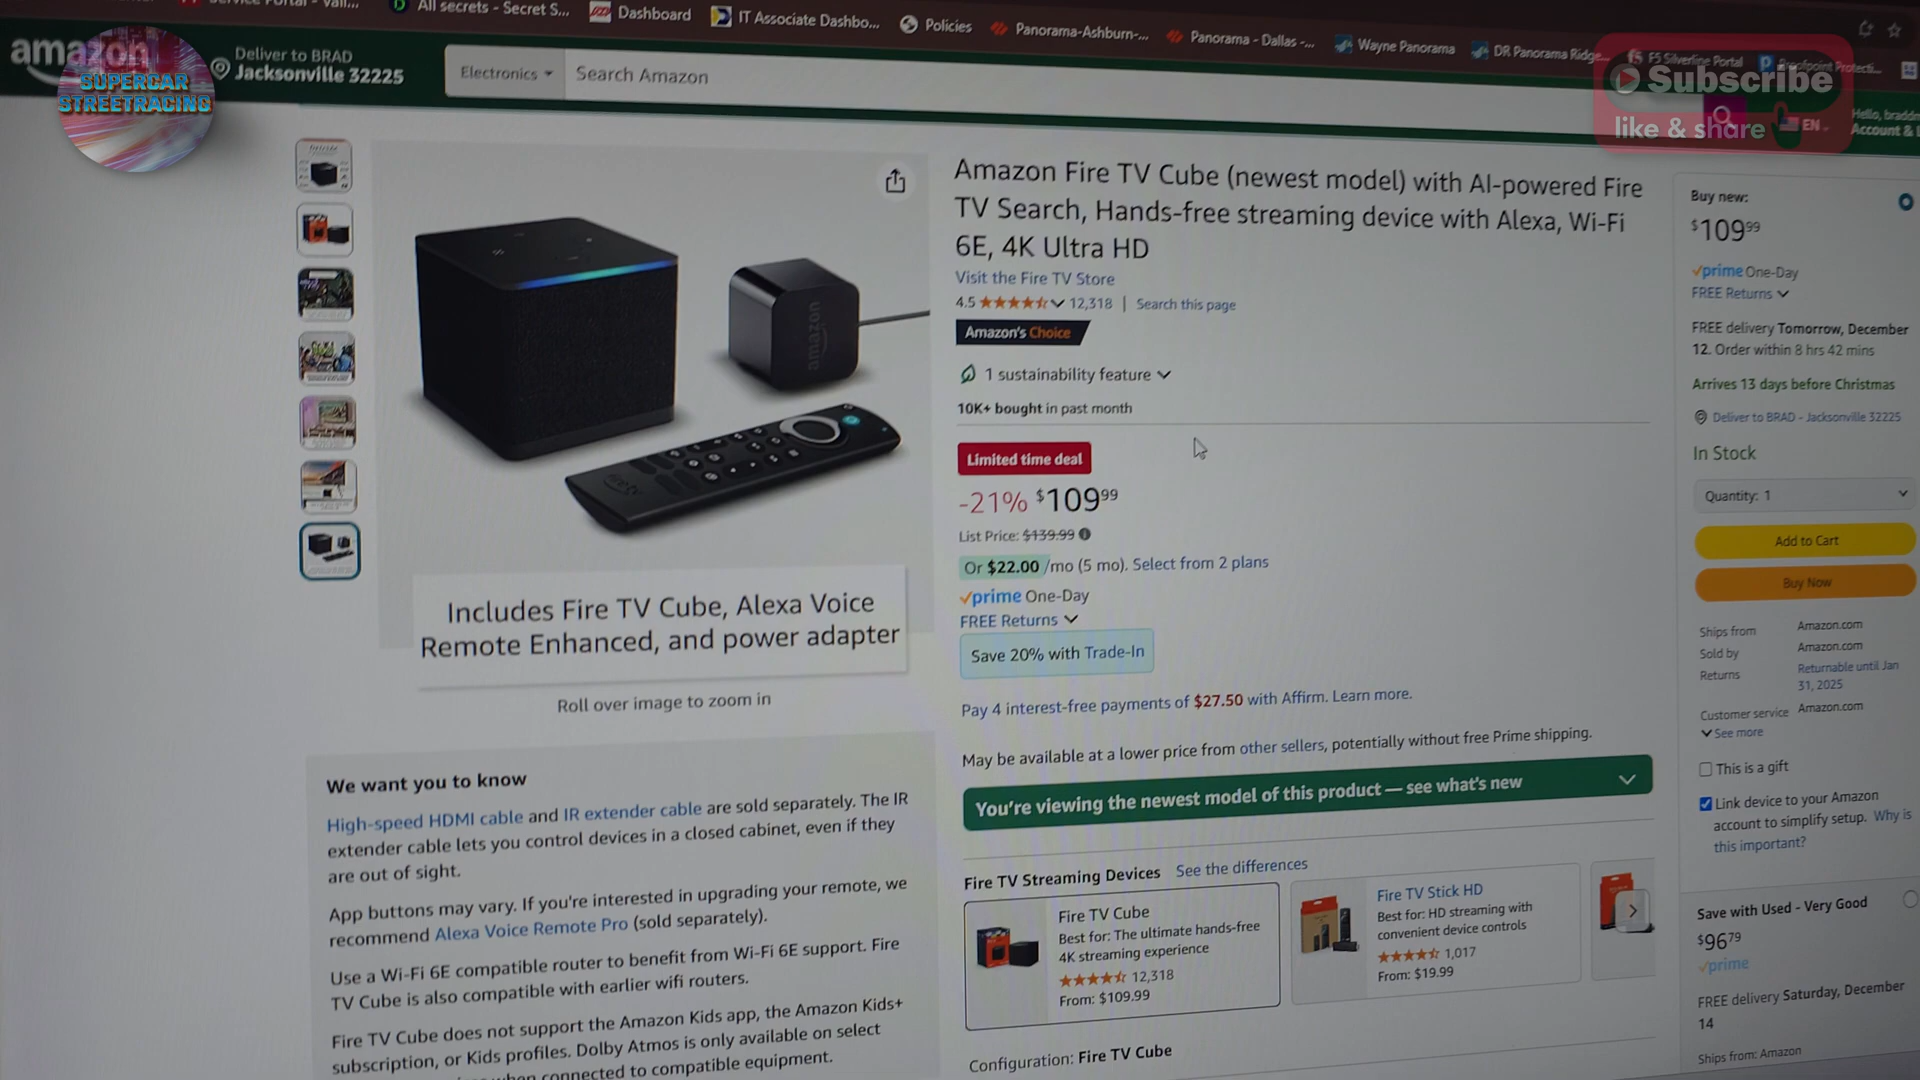 All secrets - Secret S...
Dashboard
IT Associate Dashbo...
Policies
Panorama-Ashburn-...
Panorama - Dallas -...
Wayne Panorama
DR Panorama Ridge...
F5 Silverline Portal
Proofpoint Protecti...
amazon
SUPERCAR
STREETRACING
Deliver to BRAD
Jacksonville 32225
Electronics
Search Amazon
Subscribe
like & share
EN
Hello, bradd
Account &
Amazon Fire TV Cube (newest model) with AI-powered Fire
TV Search, Hands-free streaming device with Alexa, Wi-Fi
6E, 4K Ultra HD
Visit the Fire TV Store
4.5 12,318 | Search this page
Amazon's Choice
1 sustainability feature
10K+ bought in past month
Limited time deal
-21% $109.99
List Price: $139.99
Or $22.00 /mo (5 mo). Select from 2 plans
prime One-Day
FREE Returns
Save 20% with Trade-In
Pay 4 interest-free payments of $27.50 with Affirm. Learn more.
May be available at a lower price from other sellers, potentially without free Prime shipping.
You're viewing the newest model of this product — see what's new
Fire TV Streaming Devices See the differences
Fire TV Cube
Best for: The ultimate hands-free
4K streaming experience
12,318
From: $109.99
Fire TV Stick HD
Best for: HD streaming with
convenient device controls
1,017
From: $19.99
Configuration: Fire TV Cube
amazon
fire tv
Includes Fire TV Cube, Alexa Voice
Remote Enhanced, and power adapter
Roll over image to zoom in
We want you to know
High-speed HDMI cable and IR extender cable are sold separately. The IR
extender cable lets you control devices in a closed cabinet, even if they
are out of sight.
App buttons may vary. If you're interested in upgrading your remote, we
recommend Alexa Voice Remote Pro (sold separately).
Use a Wi-Fi 6E compatible router to benefit from Wi-Fi 6E support. Fire
TV Cube is also compatible with earlier wifi routers.
Fire TV Cube does not support the Amazon Kids app, the Amazon Kids+
subscription, or Kids profiles. Dolby Atmos is only available on select
when connected to compatible equipment.
Buy new:
$109.99
prime One-Day
FREE Returns
FREE delivery Tomorrow, December
12. Order within 8 hrs 42 mins
Arrives 13 days before Christmas
Deliver to BRAD - Jacksonville 32225
In Stock
Quantity: 1
Add to Cart
Buy Now
Ships from Amazon.com
Sold by Amazon.com
Returns Returnable until Jan
31, 2025
Customer service Amazon.com
See more
This is a gift
Link device to your Amazon
account to simplify setup. Why is
this important?
Save with Used - Very Good
$96.79
prime
FREE delivery Saturday, December
14
Ships from: Amazon